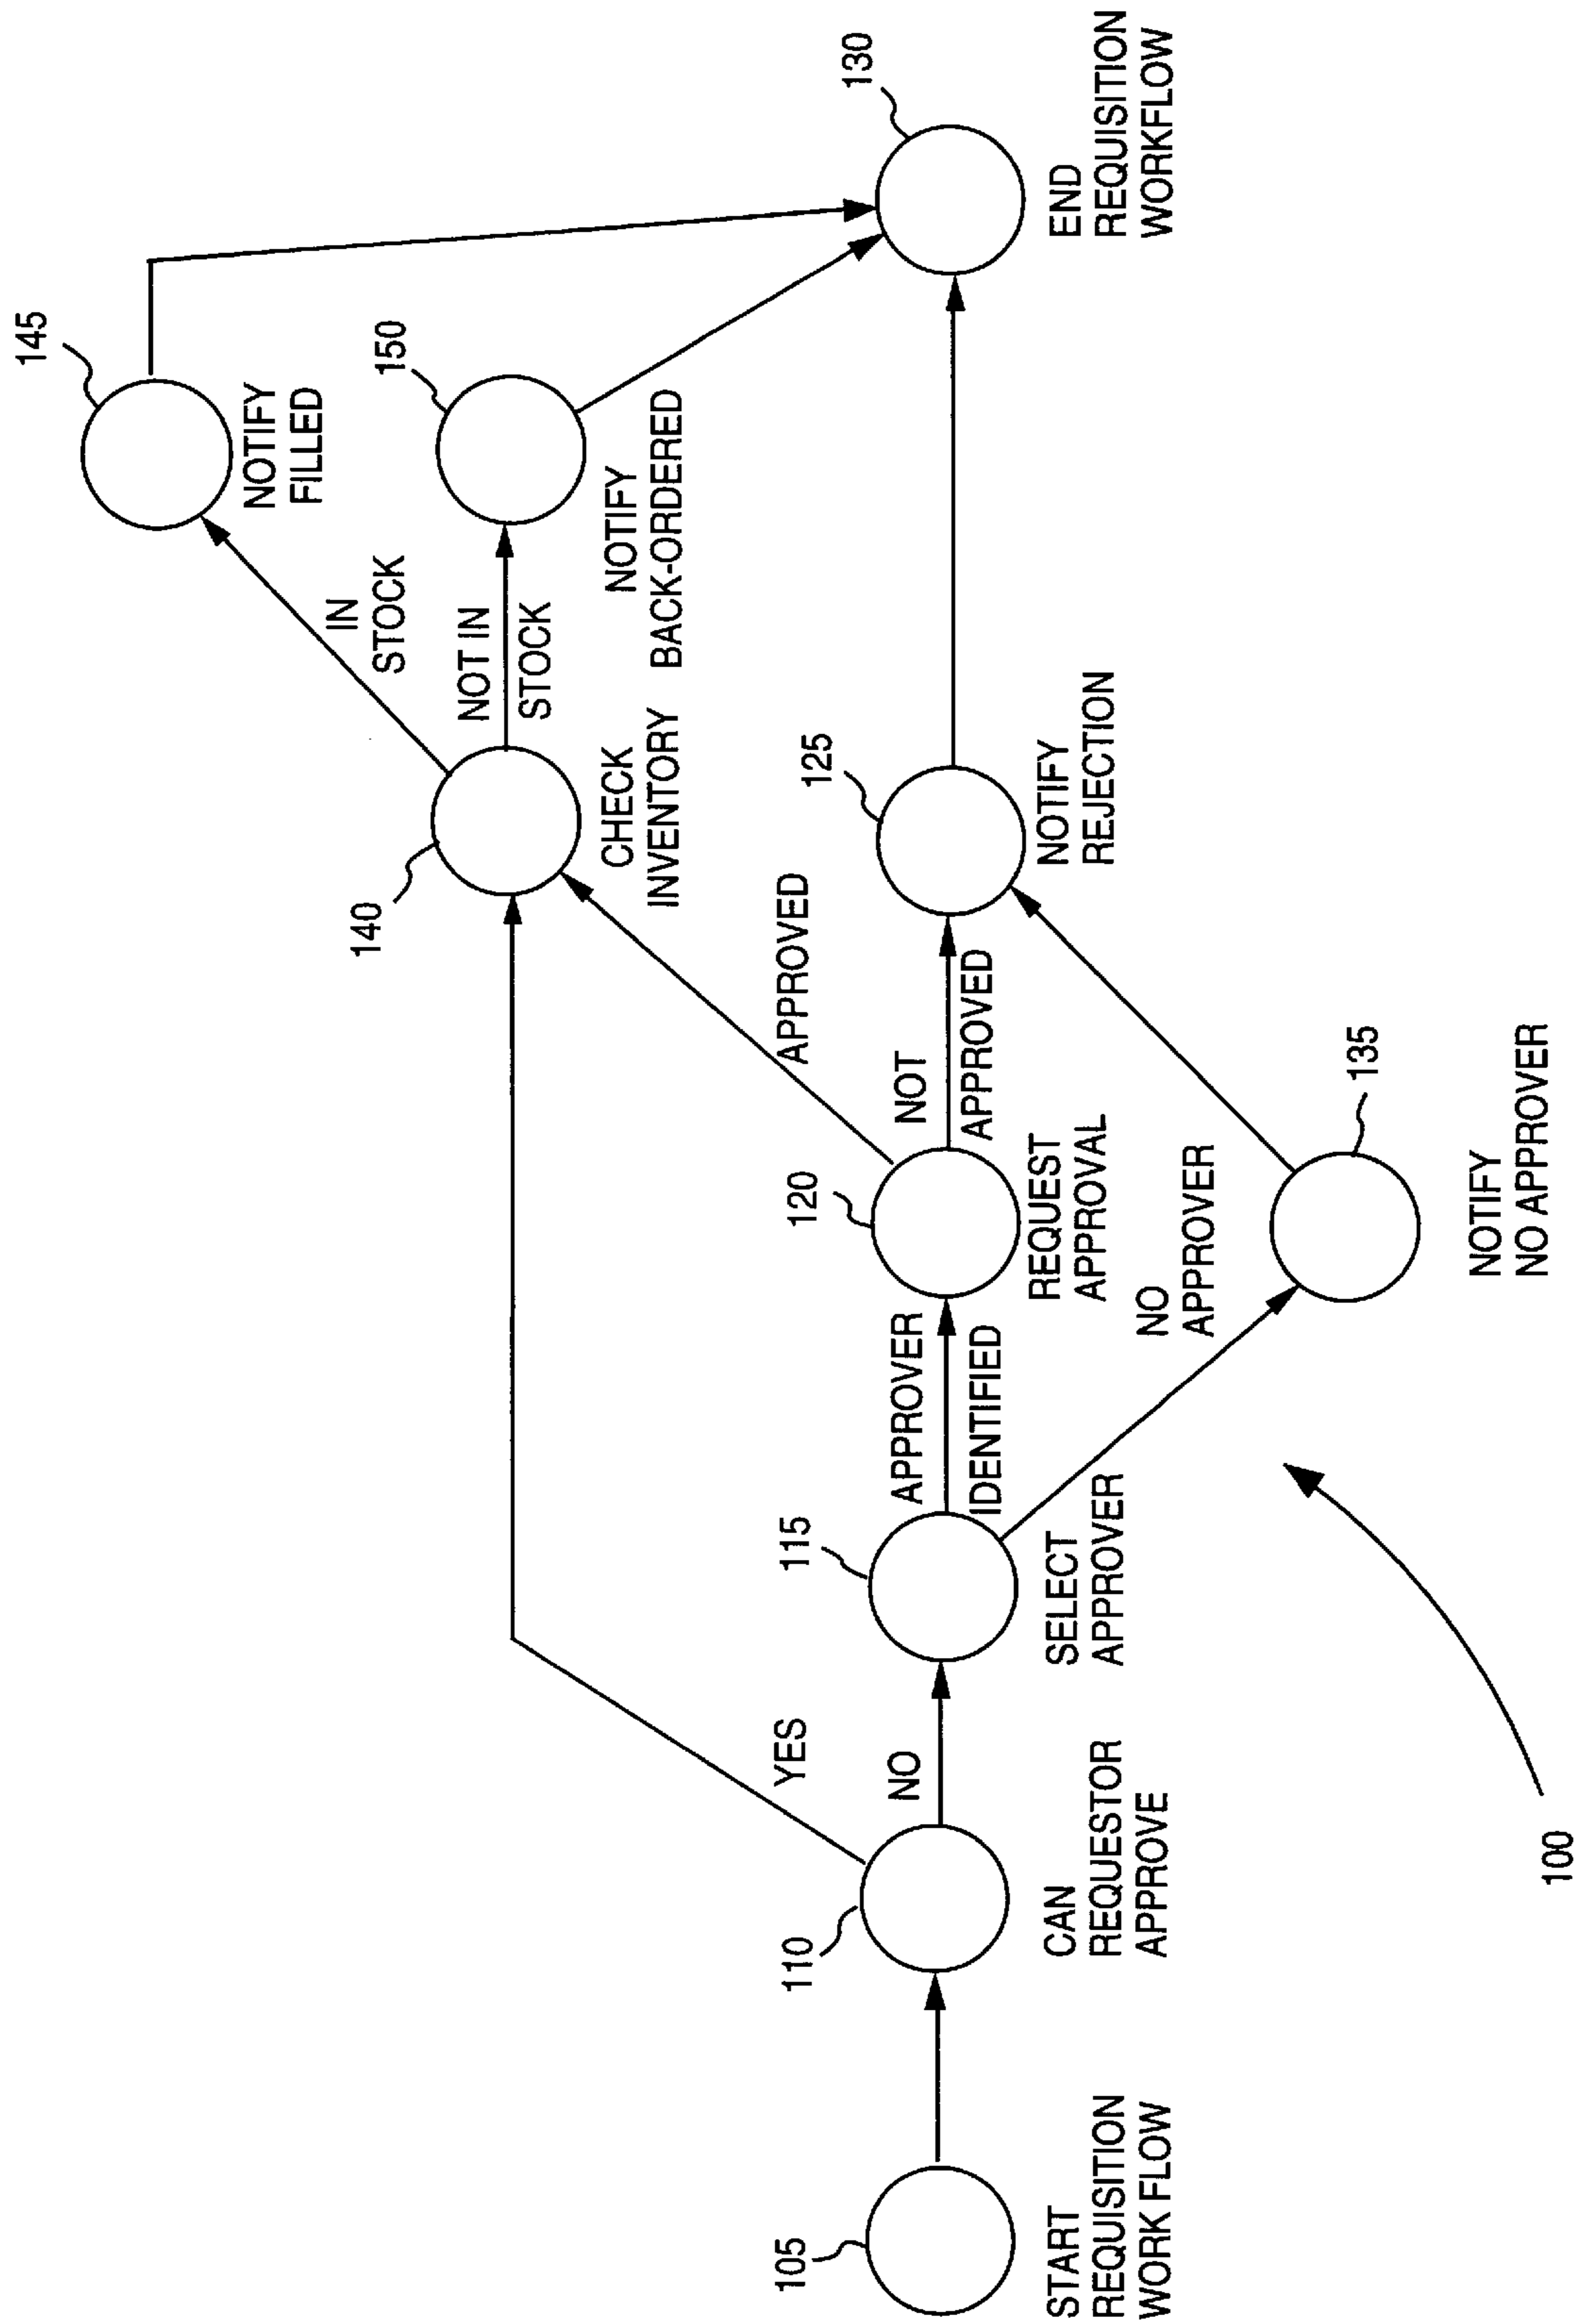 145
NOTIFY
FILLED
IN
STOCK
150
NOTIFY
BACK-ORDERED
NOT IN
STOCK
140
CHECK
INVENTORY
130
END
REQUISITION
WORKFLOW
YES
APPROVED
105
START
REQUISITION
WORK FLOW
110
CAN
REQUESTOR
APPROVE
NO
115
SELECT
APPROVER
APPROVER
IDENTIFIED
120
REQUEST
APPROVAL
NOT
APPROVED
125
NOTIFY
REJECTION
NO
APPROVER
135
NOTIFY
NO APPROVER
100